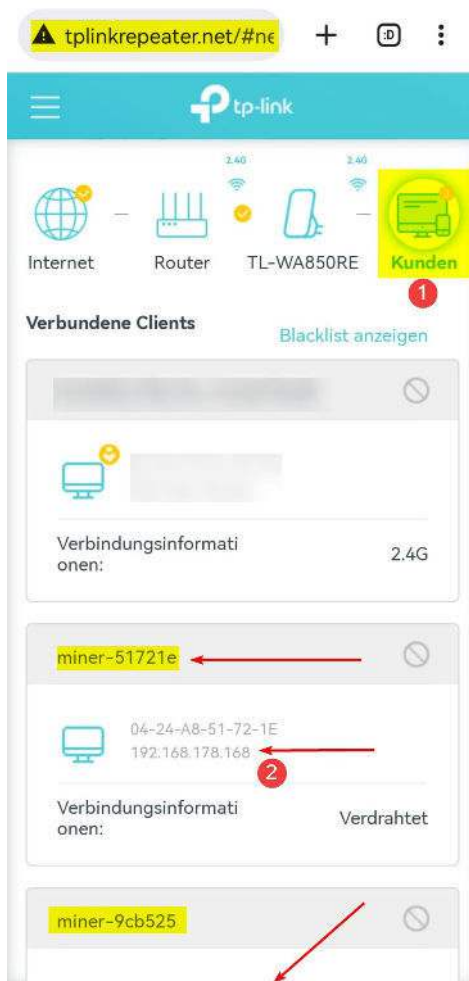 tplinkrepeater.net/#ne
:D
tp-link
2.4G 2.4G
Internet Router TL-WA850RE Kunden
1
Verbundene Clients
Blacklist anzeigen
Verbindungsinformati
onen:
2.4G
miner-51721e
04-24-A8-51-72-1E
192.168.178.168
2
Verbindungsinformati
onen:
Verdrahtet
miner-9cb525